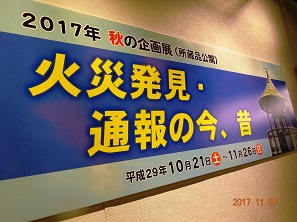 2017年 秋の企画展（所蔵品公開）
火災発見・
通報の今、昔
平成29年10月21日土～11月26日日
2017 11 07